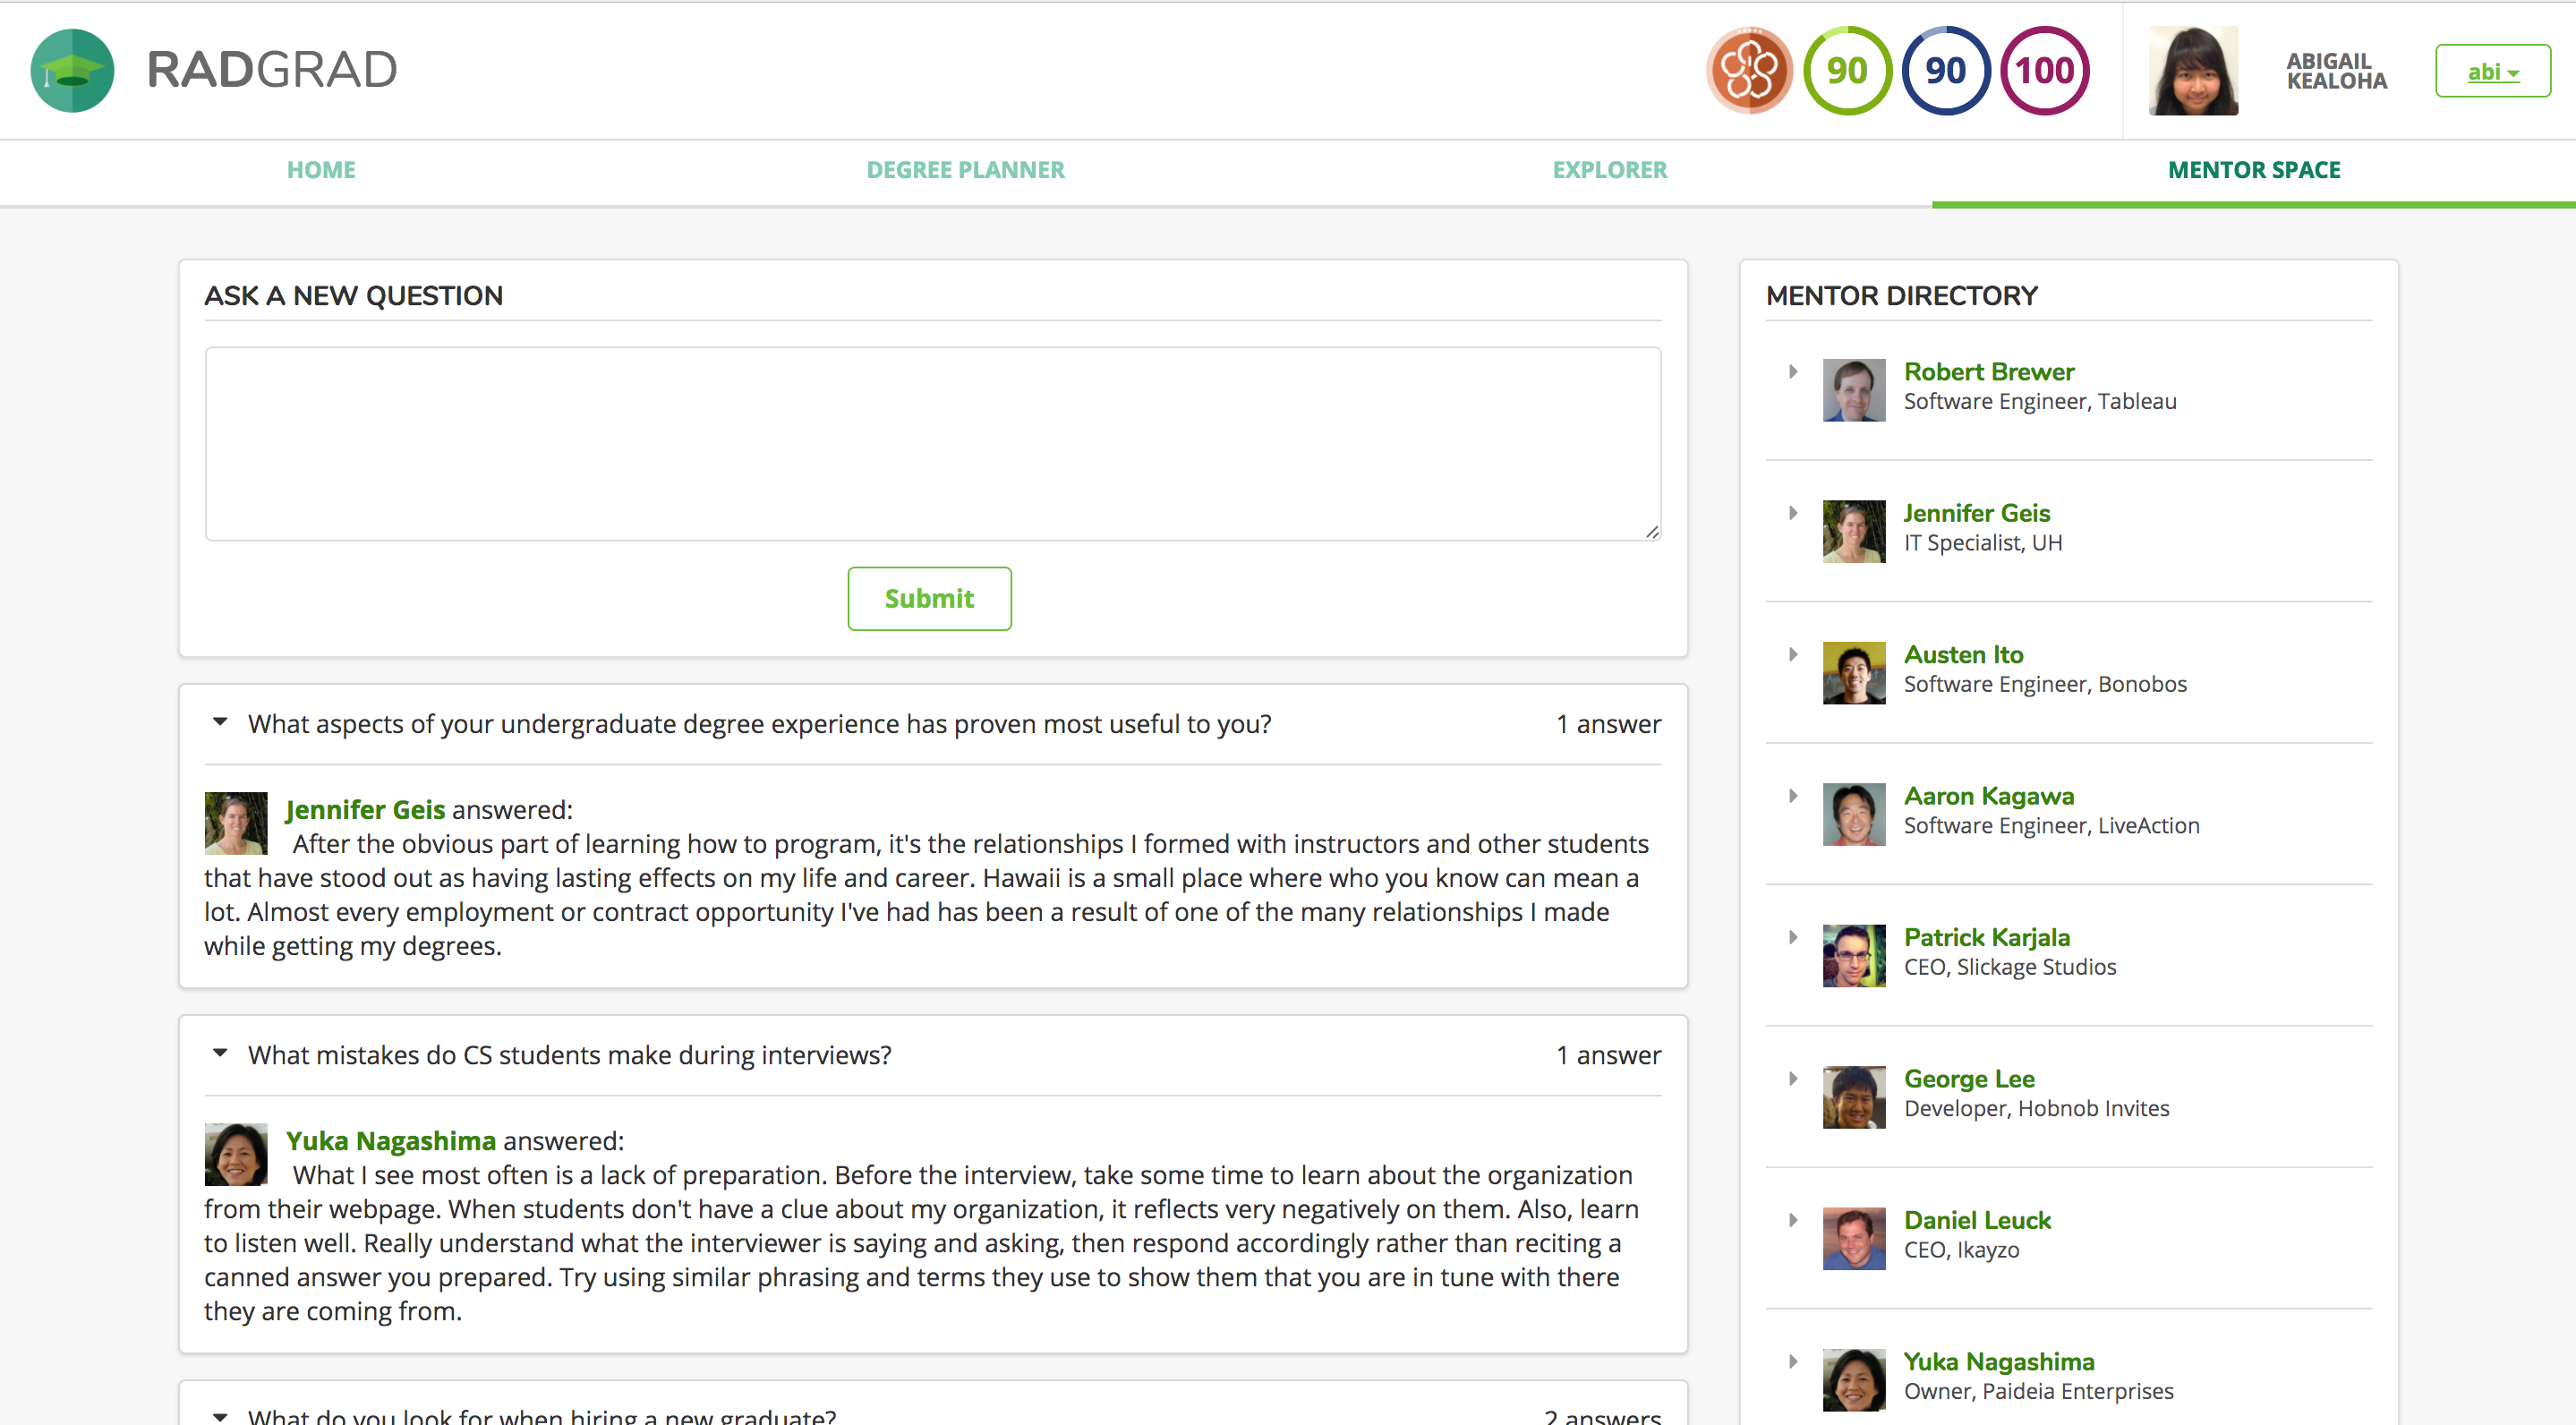 RADGRAD
90
90
100
ABIGAIL
KEALOHA
abi
HOME
DEGREE PLANNER
EXPLORER
MENTOR SPACE
ASK A NEW QUESTION
Submit
What aspects of your undergraduate degree experience has proven most useful to you?
1 answer
Jennifer Geis answered:
After the obvious part of learning how to program, it's the relationships I formed with instructors and other students
that have stood out as having lasting effects on my life and career. Hawaii is a small place where who you know can mean a
lot. Almost every employment or contract opportunity I've had has been a result of one of the many relationships I made
while getting my degrees.
What mistakes do CS students make during interviews?
1 answer
Yuka Nagashima answered:
What I see most often is a lack of preparation. Before the interview, take some time to learn about the organization
from their webpage. When students don't have a clue about my organization, it reflects very negatively on them. Also, learn
to listen well. Really understand what the interviewer is saying and asking, then respond accordingly rather than reciting a
canned answer you prepared. Try using similar phrasing and terms they use to show them that you are in tune with there
they are coming from.
What do you look for when hiring a new graduate?
2 answers
MENTOR DIRECTORY
Robert Brewer
Software Engineer, Tableau
Jennifer Geis
IT Specialist, UH
Austen Ito
Software Engineer, Bonobos
Aaron Kagawa
Software Engineer, LiveAction
Patrick Karjala
CEO, Slickage Studios
George Lee
Developer, Hobnob Invites
Daniel Leuck
CEO, Ikayzo
Yuka Nagashima
Owner, Paideia Enterprises